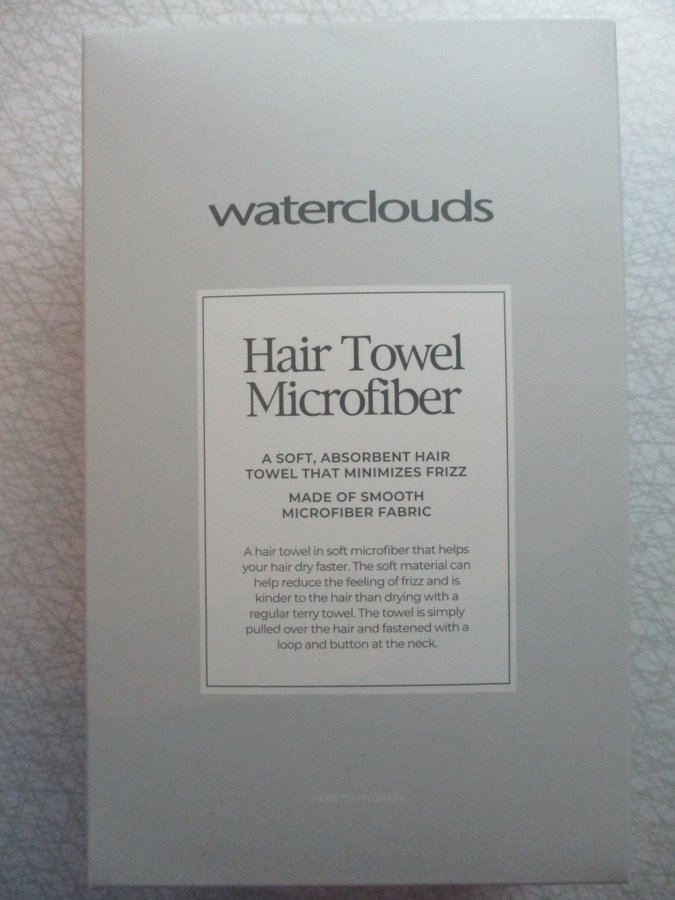 waterclouds
Hair Towel
Microfiber
A SOFT, ABSORBENT HAIR
TOWEL THAT MINIMIZES FRIZZ
MADE OF SMOOTH
MICROFIBER FABRIC
A hair towel in soft microfiber that helps
your hair dry faster. The soft material can
help reduce the feeling of frizz and is
kinder to the hair than drying with a
regular terry towel. The towel is simply
pulled over the hair and fastened with a
loop and button at the neck.
HERE TO HYDRATE